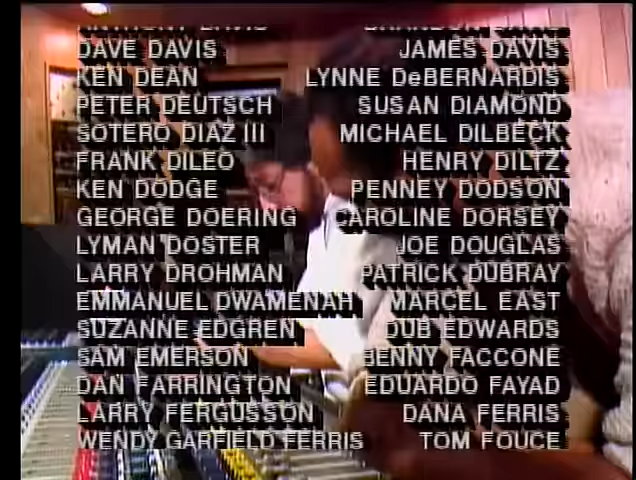 DAVE DAVIS JAMES DAVIS
KEN DEAN LYNNE DeBERNARDIS
PETER DEUTSCH SUSAN DIAMOND
SOTERO DIAZ III MICHAEL DILBECK
FRANK DILEO HENRY DILTZ
KEN DODGE PENNEY DODSON
GEORGE DOERING CAROLINE DORSEY
LYMAN DOSTER JOE DOUGLAS
LARRY DROHMAN PATRICK DUBRAY
EMMANUEL DWAMENAH MARCEL EAST
SUZANNE EDGREN DUB EDWARDS
SAM EMERSON BENNY FACCONE
DAN FARRINGTON EDUARDO FAYAD
LARRY FERGUSSON DANA FERRIS
WENDY GARFIELD FERRIS TOM FOUCE